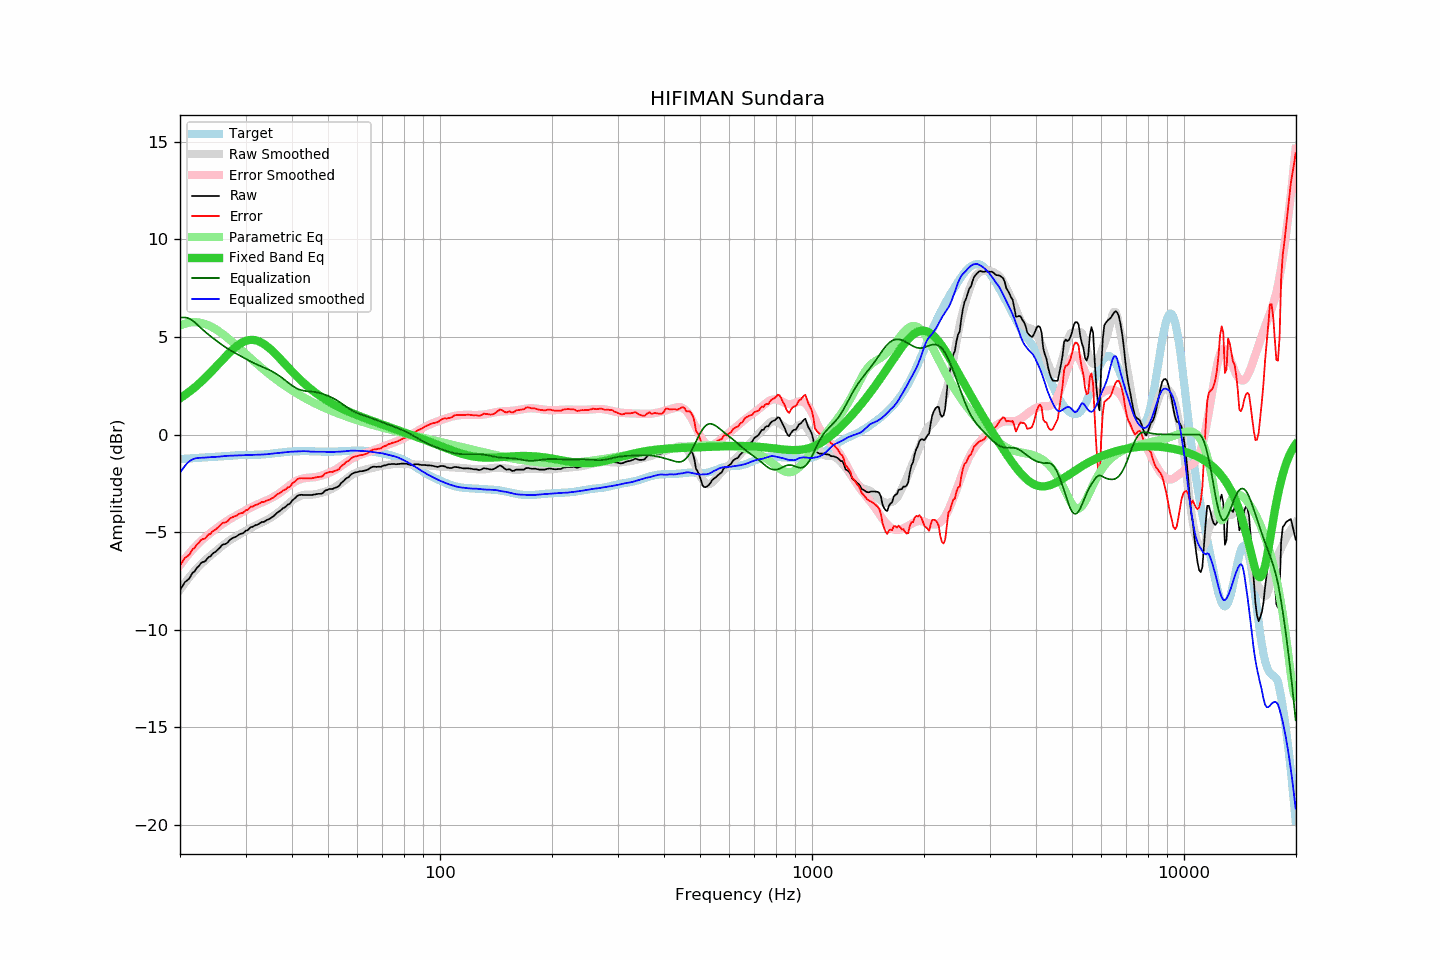 HIFIMAN Sundara
Target
Raw Smoothed
Error Smoothed
Raw
Error
Parametric Eq
Fixed Band Eq
Equalization
Equalized smoothed
15
10
5
0
−5
−10
−15
−20
Amplitude (dBr)
100
1000
10000
Frequency (Hz)